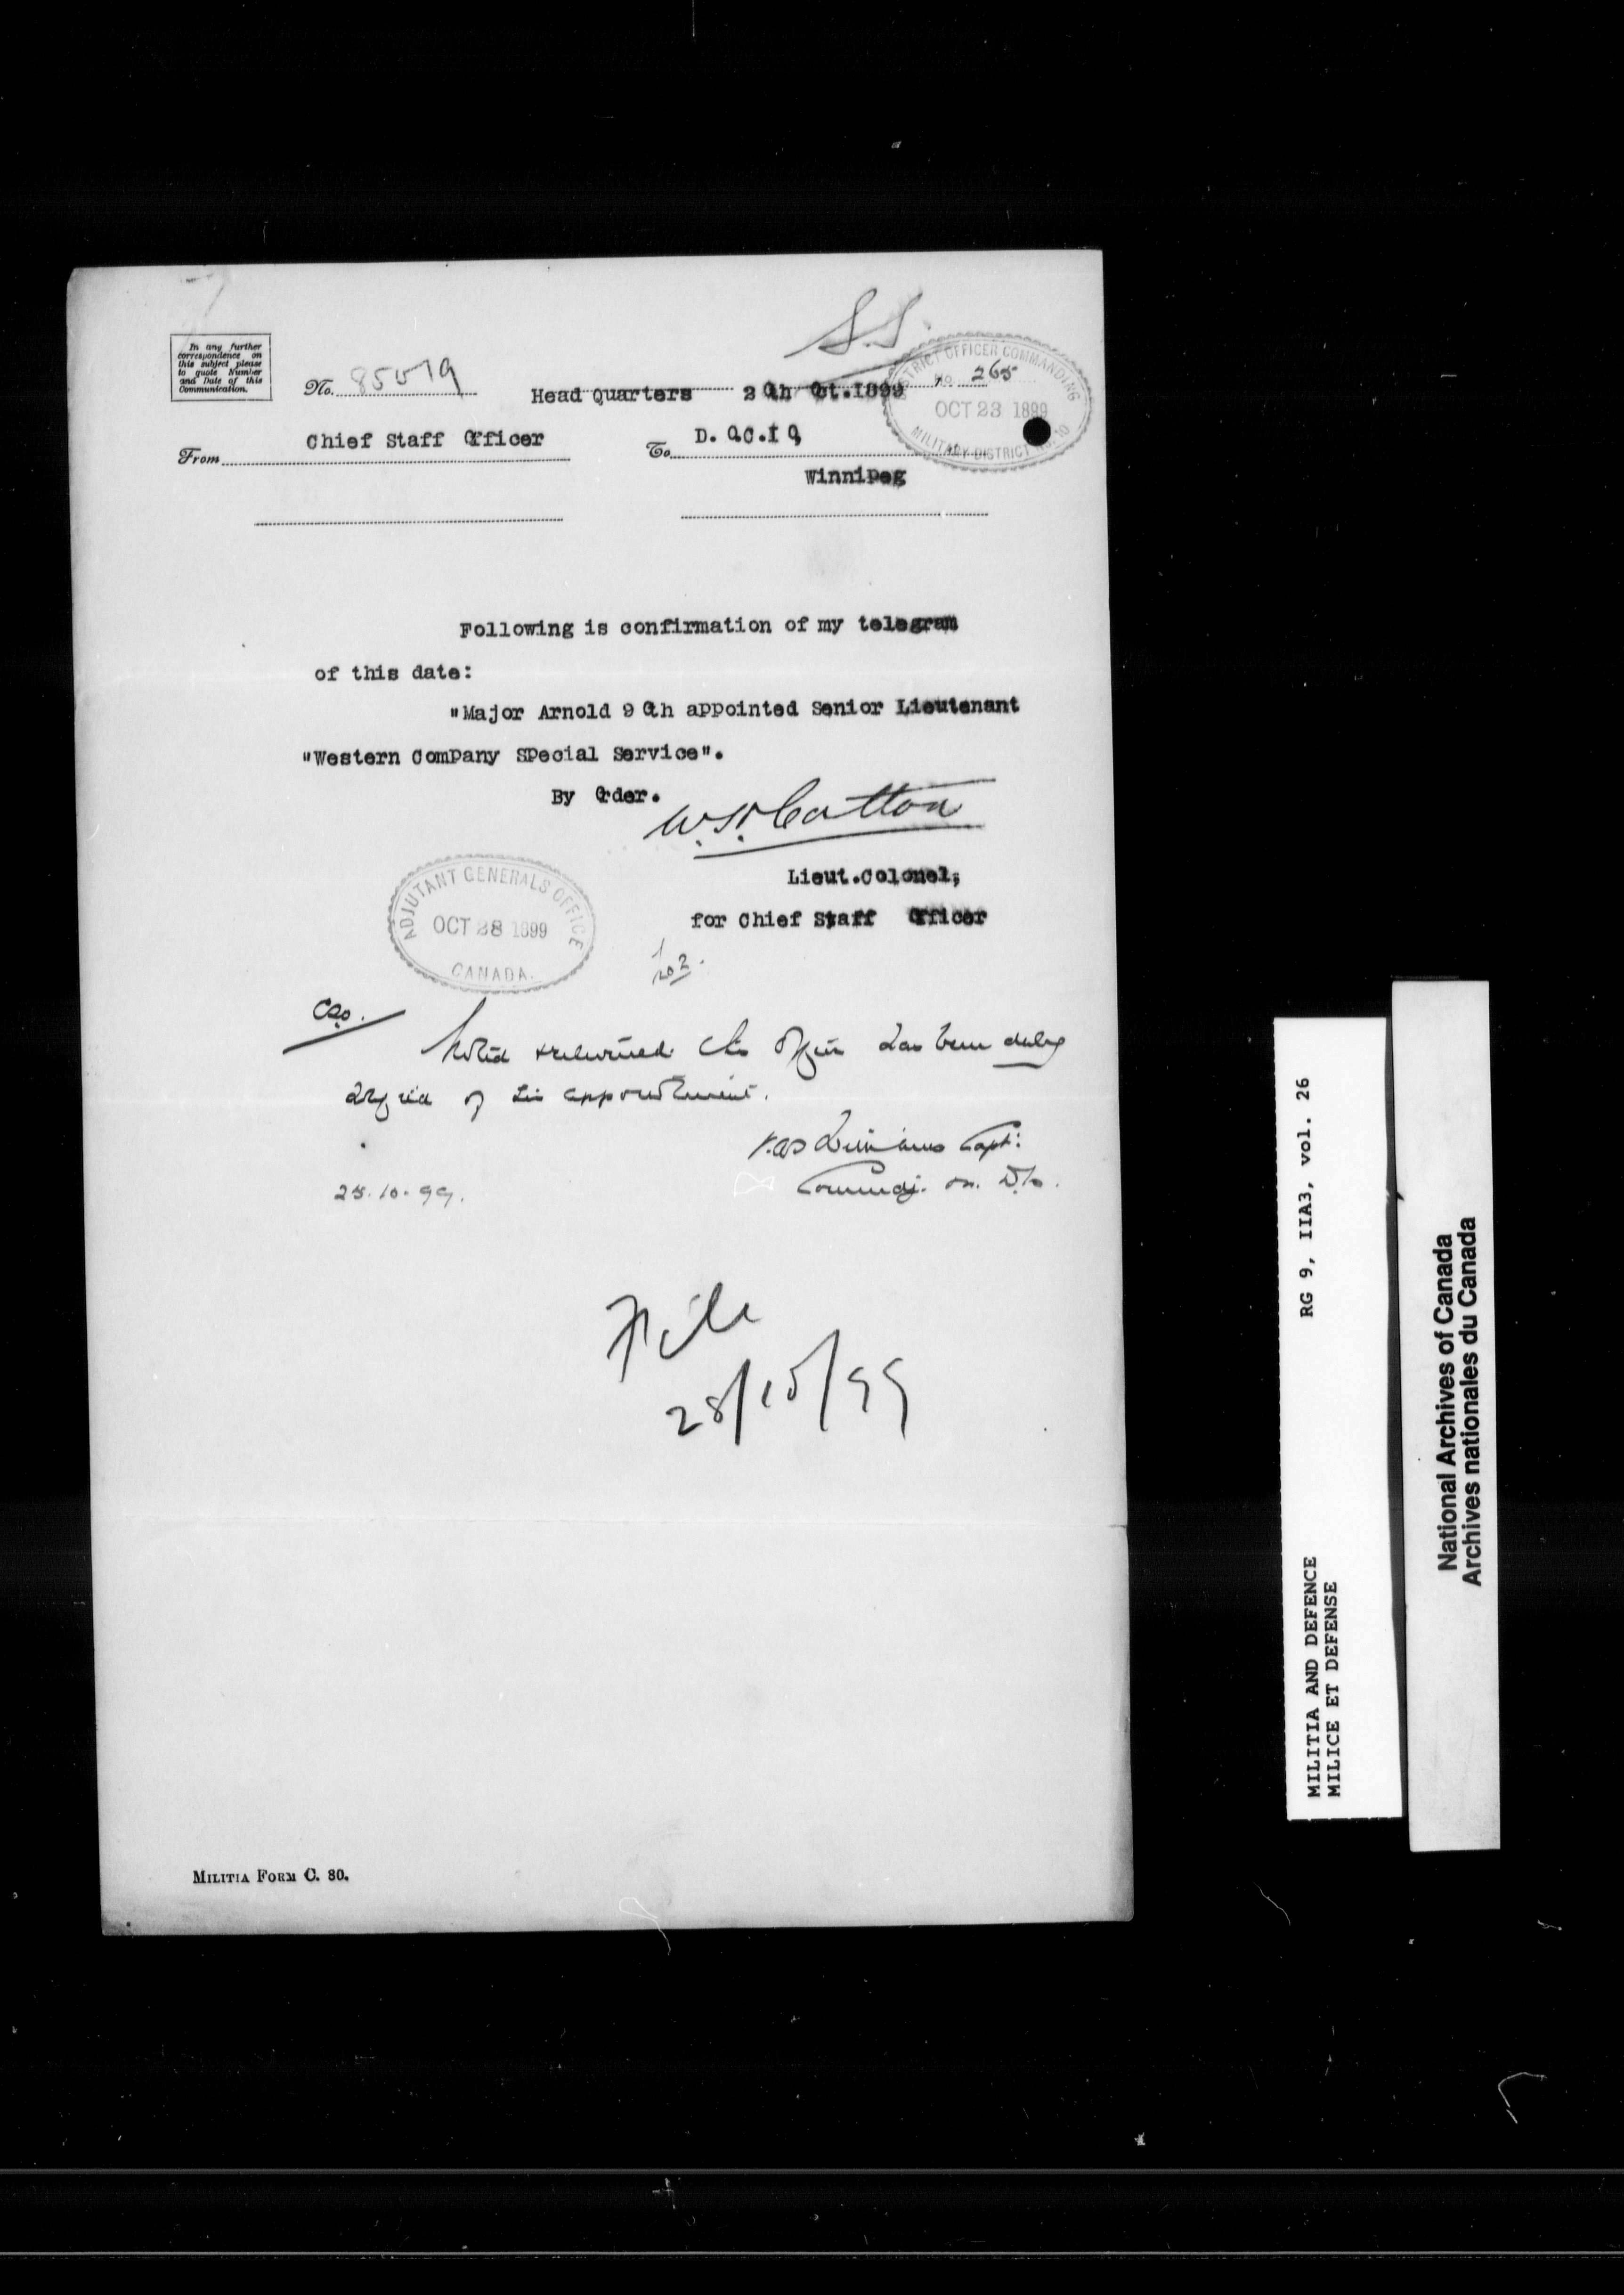 S.S.
In any further
correspondence on
this subject please
to quote Number
and Date of this
Communication.
No. 85079
Head Quarters 20th Oct. 1899
DISTRICT OFFICER COMMANDING
No 265
OCT 23 1899
MILITARY DISTRICT No. 10
From Chief Staff Officer
To D.O.C. 10
Winnipeg
Following is confirmation of my telegram
of this date:
"Major Arnold 90th appointed Senior Lieutenant
"Western Company Special Service".
By Order.
Lieut. Colonel,
for Chief Staff Officer
ADJUTANT GENERALS OFFICE
OCT 28 1899
CANADA.
No 2.
CSO.
Noted & returned this Officer has been duly
of his appointment.
Capt:
25.10.99.
File
28/10/99
MILITIA FORM C. 80.
MILITIA AND DEFENCE RG 9, IIA3, vol. 26
MILICE ET DEFENSE
National Archives of Canada
Archives nationales du Canada